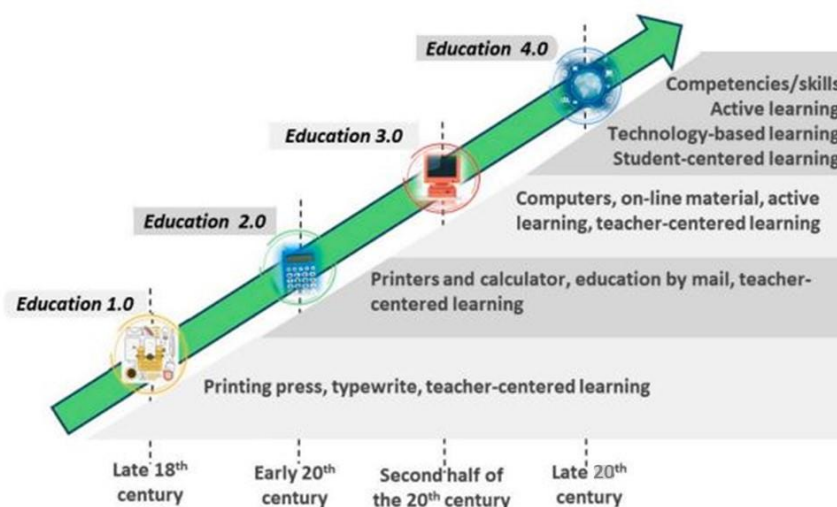 Education 4.0
Competencies/skills
Active learning
Technology-based learning
Student-centered learning
Education 3.0
Computers, on-line material, active
learning, teacher-centered learning
Education 2.0
Printers and calculator, education by mail, teacher-
centered learning
Education 1.0
Printing press, typewrite, teacher-centered learning
Late 18th
century
Early 20th
century
Second half of
the 20th century
Late 20th
century